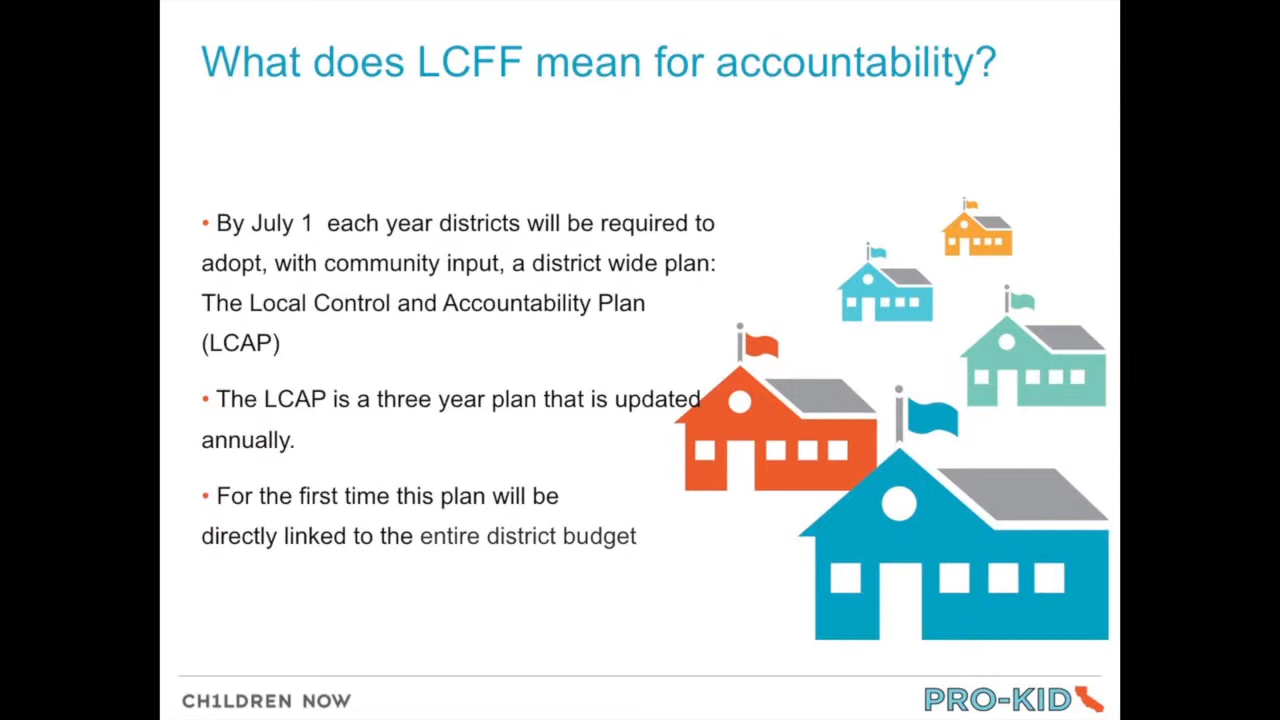 What does LCFF mean for accountability?
• By July 1  each year districts will be required to
adopt, with community input, a district wide plan:
The Local Control and Accountability Plan
(LCAP)
• The LCAP is a three year plan that is updated
annually.
• For the first time this plan will be
directly linked to the entire district budget
CH1LDREN NOW
PRO-KID